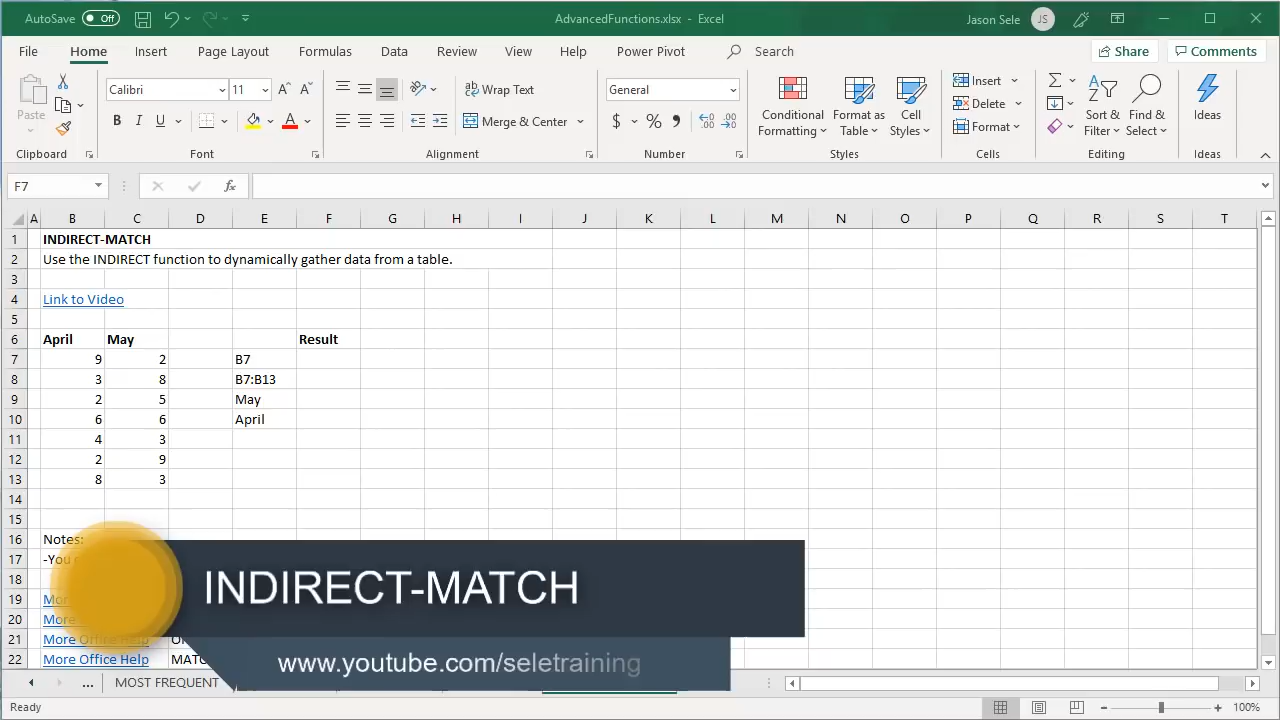 AutoSave Off AdvancedFunctions.xlsx - Excel Jason Sele JS
File Home Insert Page Layout Formulas Data Review View Help Power Pivot Search Share Comments
Paste
Clipboard
Calibri 11
B I U
Font
Wrap Text
Merge & Center
Alignment
General
$ % ,
Number
Conditional Formatting
Format as Table
Cell Styles
Styles
Insert
Delete
Format
Cells
Sort & Filter
Find & Select
Editing
Ideas
Ideas
F7 fx
A B C D E F G H I J K L M N O P Q R S T
1 INDIRECT-MATCH
2 Use the INDIRECT function to dynamically gather data from a table.
3
4 Link to Video
5
6 April May Result
7 9 2 B7
8 3 8 B7:B13
9 2 5 May
10 6 6 April
11 4 3
12 2 9
13 8 3
14
15
16 Notes:
17 -You
18
19
20
21 More Office Help
22 More Office Help
INDIRECT-MATCH
www.youtube.com/seletraining
... MOST FREQUENT
Ready 100%